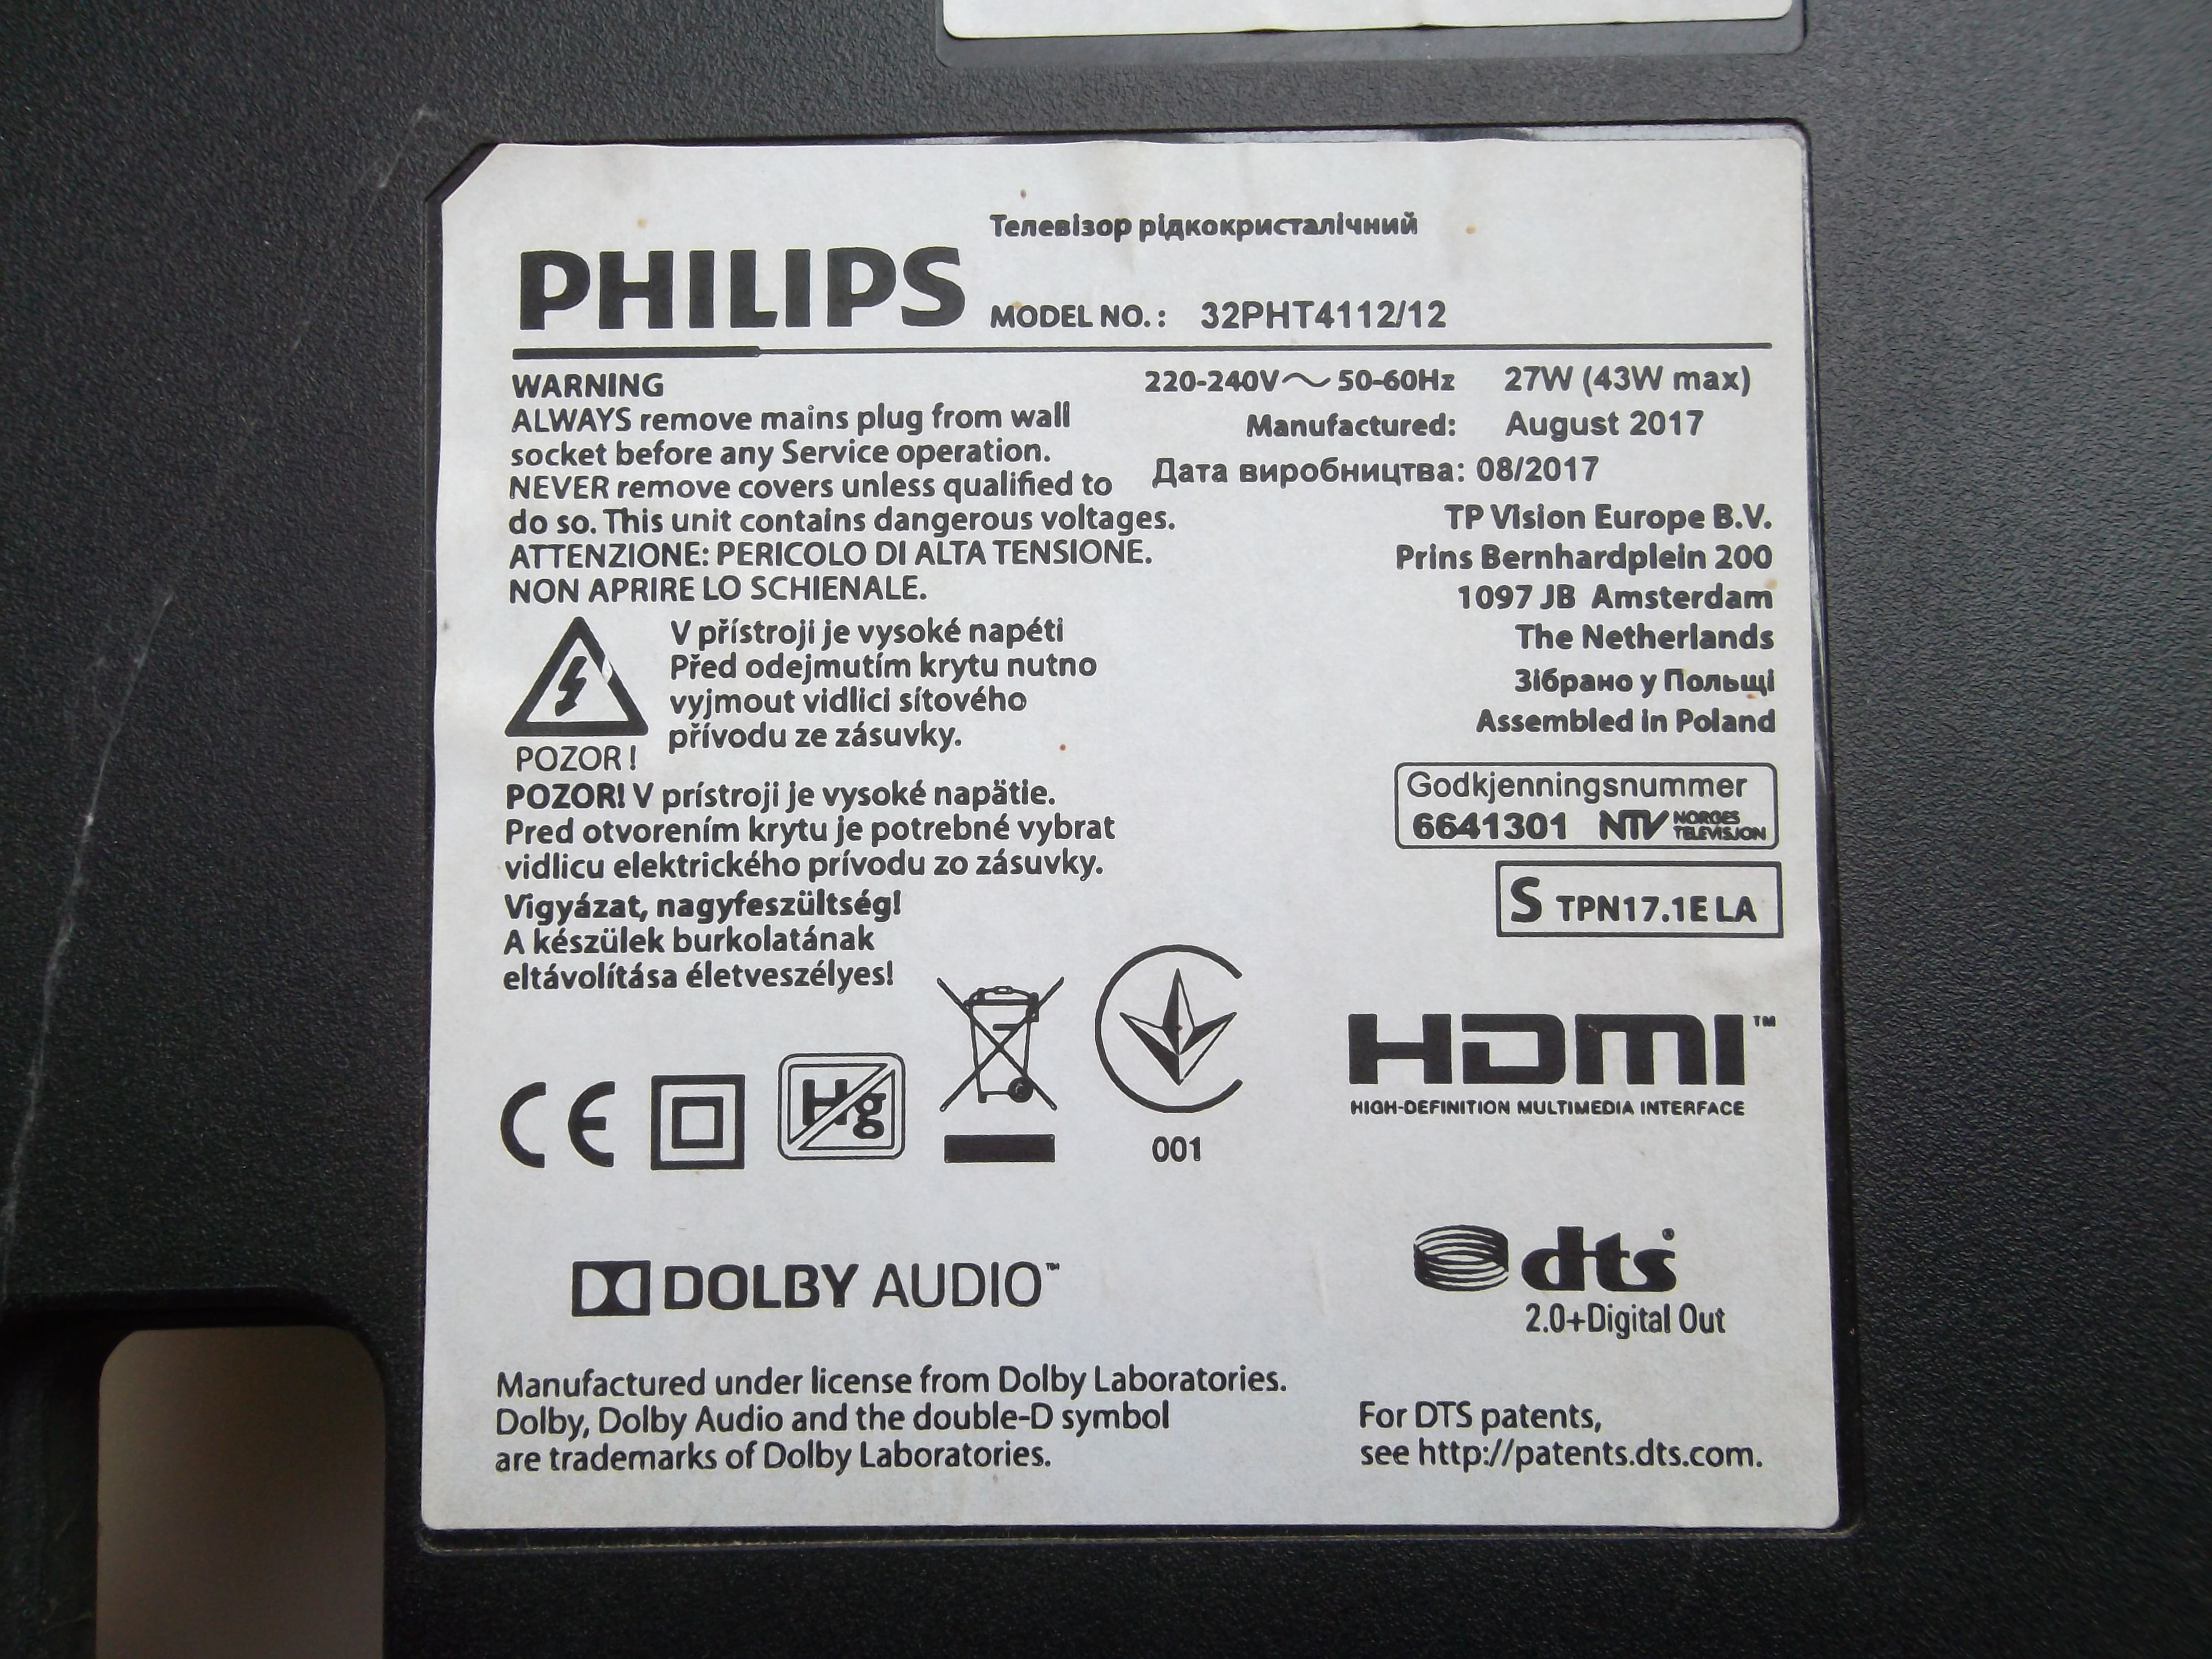 Телевізор рідкокристалічний
PHILIPS
MODEL NO.: 32PHT4112/12
WARNING
ALWAYS remove mains plug from wall
socket before any Service operation.
NEVER remove covers unless qualified to
do so. This unit contains dangerous voltages.
ATTENZIONE: PERICOLO DI ALTA TENSIONE.
NON APRIRE LO SCHIENALE.
V přístroji je vysoké napéti
Před odejmutím krytu nutno
vyjmout vidlici sítového
přívodu ze zásuvky.
POZOR!
POZOR! V prístroji je vysoké napätie.
Pred otvorením krytu je potrebné vybrat
vidlicu elektrického prívodu zo zásuvky.
Vigyázat, nagyfeszültség!
A készülek burkolatának
eltávolítása életveszélyes!
220-240V~ 50-60Hz 27W (43W max)
Manufactured: August 2017
Дата виробництва: 08/2017
TP Vision Europe B.V.
Prins Bernhardplein 200
1097 JB Amsterdam
The Netherlands
Зібрано у Польщі
Assembled in Poland
Godkjenningsnummer
6641301 NTV NORGES TELEVISJON
S TPN17.1E LA
CE
Hg
001
HDMI™
HIGH-DEFINITION MULTIMEDIA INTERFACE
DOLBY AUDIO™
dts®
2.0+Digital Out
Manufactured under license from Dolby Laboratories.
Dolby, Dolby Audio and the double-D symbol
are trademarks of Dolby Laboratories.
For DTS patents,
see http://patents.dts.com.